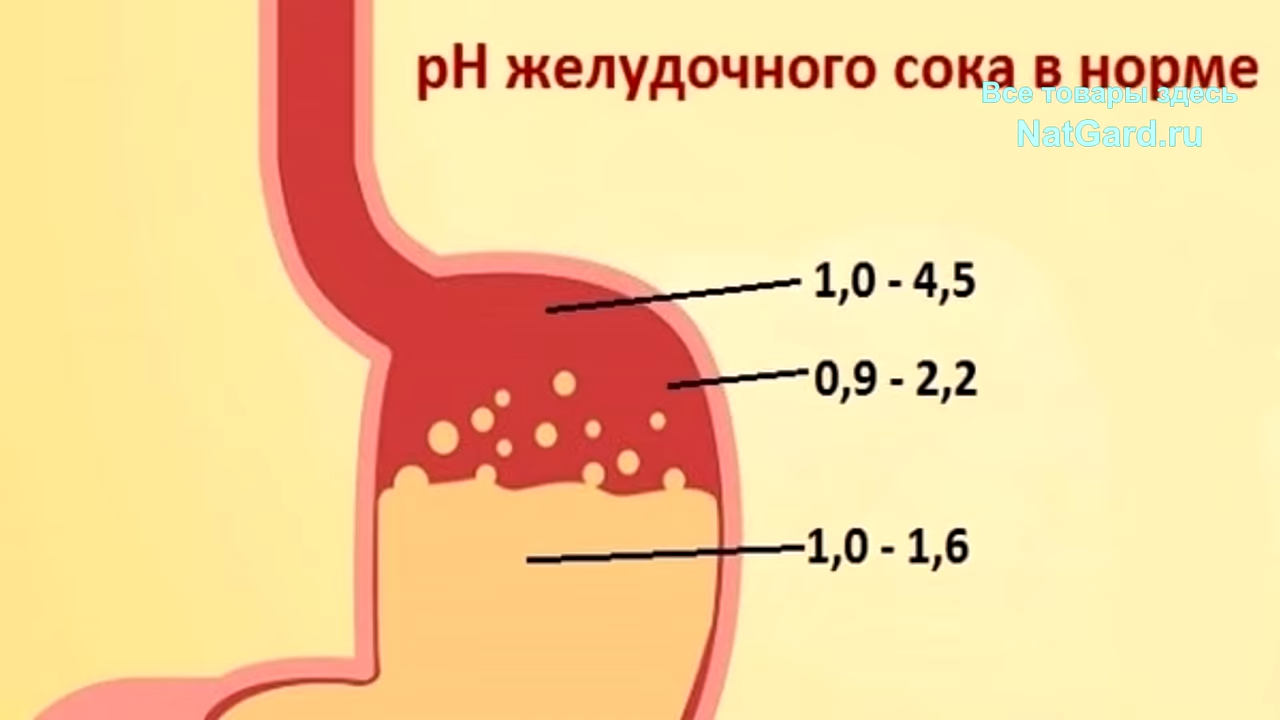 pH желудочного сока в норме
Все товары здесь
NatGard.ru
1,0 - 4,5
0,9 - 2,2
1,0 - 1,6